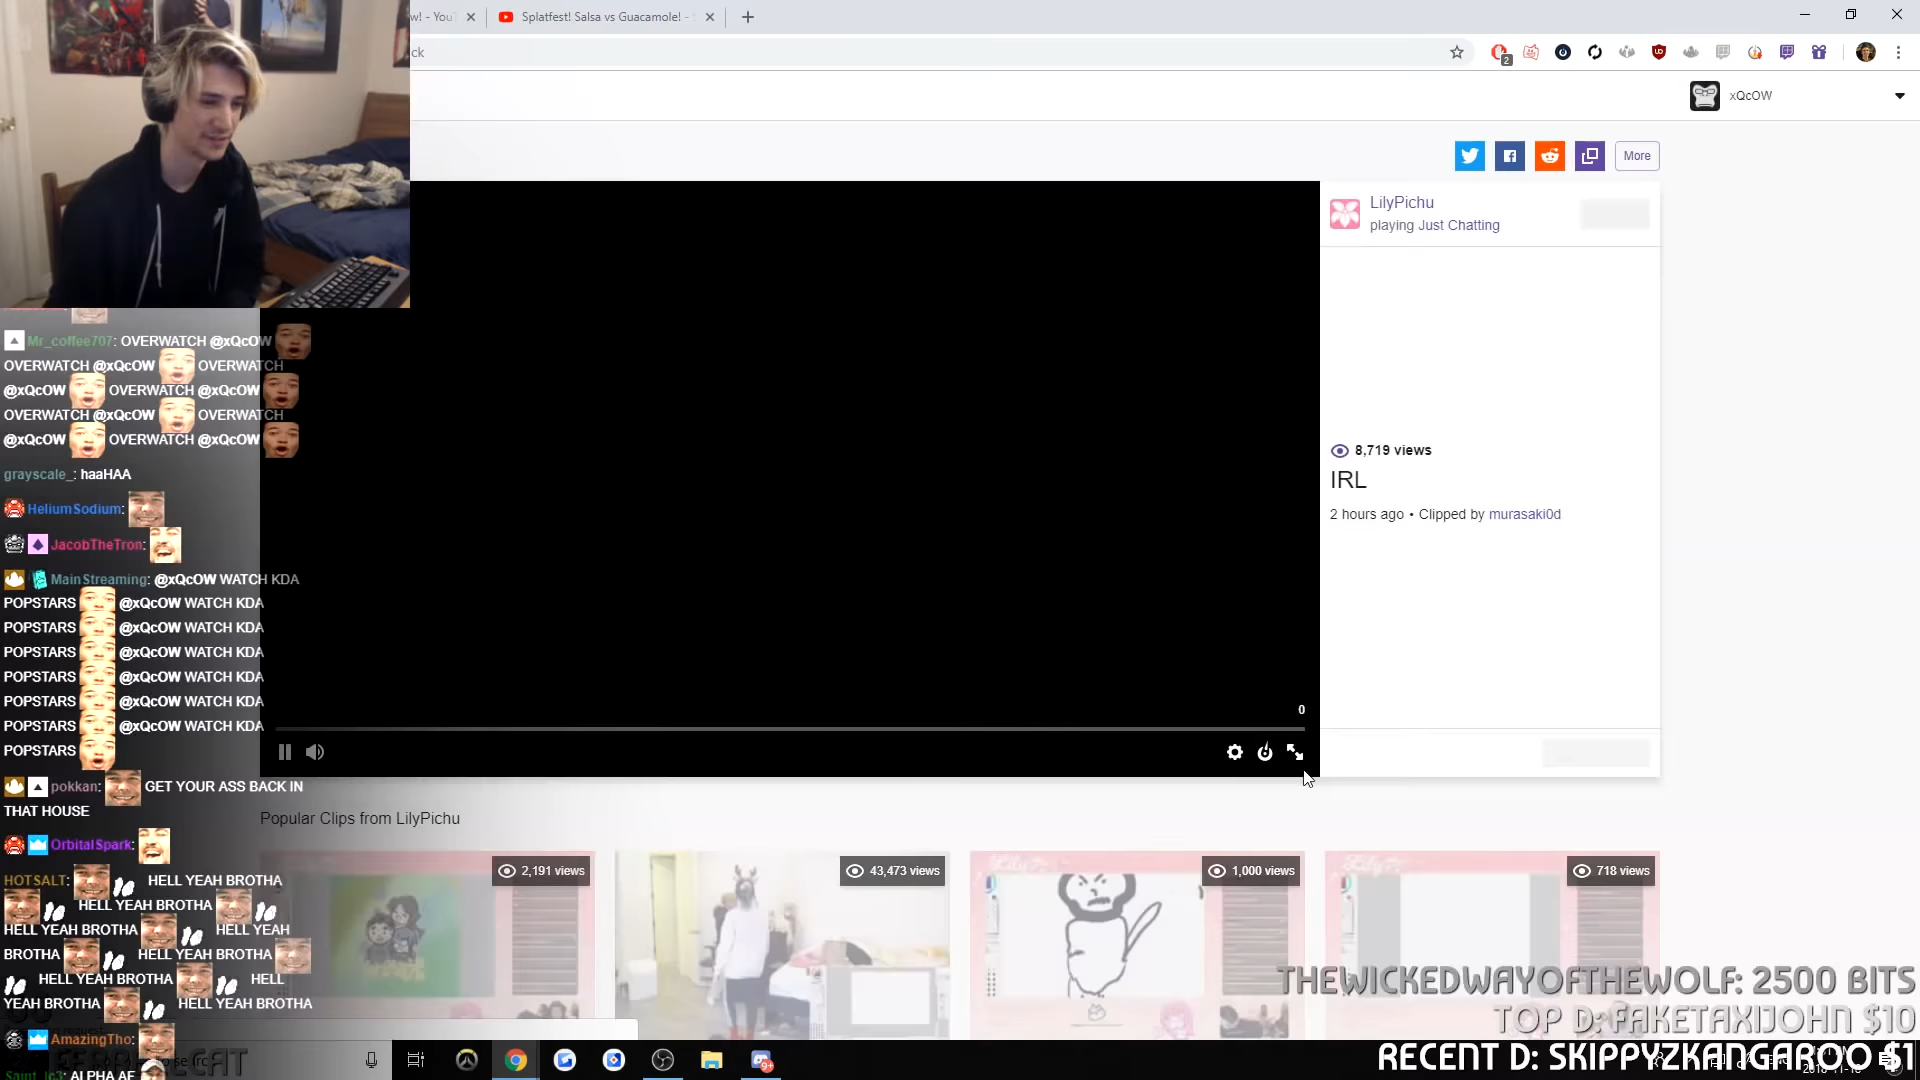 w! - YouT
Splatfest! Salsa vs Guacamole! -
ck
2
xQcOW
More
LilyPichu
playing Just Chatting
Mr_coffee707: OVERWATCH @xQcOW
OVERWATCH @xQcOW OVERWATCH
@xQcOW OVERWATCH @xQcOW
OVERWATCH @xQcOW OVERWATCH
@xQcOW OVERWATCH @xQcOW
grayscale_: haaHAA
HeliumSodium:
JacobTheTron:
MainStreaming: @xQcOW WATCH KDA
POPSTARS @xQcOW WATCH KDA
POPSTARS @xQcOW WATCH KDA
POPSTARS @xQcOW WATCH KDA
POPSTARS @xQcOW WATCH KDA
POPSTARS @xQcOW WATCH KDA
POPSTARS @xQcOW WATCH KDA
POPSTARS
pokkan: GET YOUR ASS BACK IN
THAT HOUSE
OrbitalSpark:
HOTSALT: HELL YEAH BROTHA
HELL YEAH BROTHA
HELL YEAH BROTHA HELL YEAH
BROTHA HELL YEAH BROTHA
HELL YEAH BROTHA HELL
YEAH BROTHA HELL YEAH BROTHA
AmazingTho:
ALPHA AF
8,719 views
IRL
2 hours ago • Clipped by murasaki0d
0
Popular Clips from LilyPichu
2,191 views
43,473 views
1,000 views
718 views
THEWICKEDWAYOFTHEWOLF: 2500 BITS
TOP D: FAKETAXIJOHN $10
RECENT D: SKIPPYZKANGAROO $1
9+